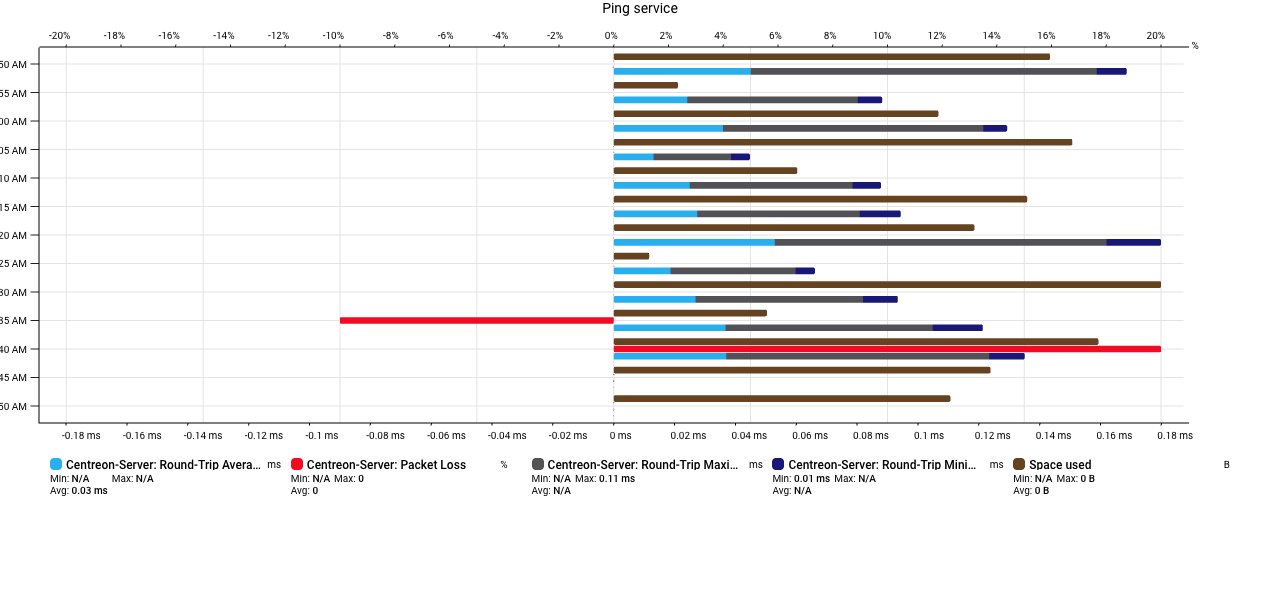 Ping service
-20% -18% -16% -14% -12% -10% -8% -6% -4% -2% 0% 2% 4% 6% 8% 10% 12% 14% 16% 18% 20%
%
50 AM
55 AM
00 AM
05 AM
10 AM
15 AM
20 AM
25 AM
30 AM
35 AM
40 AM
45 AM
50 AM
-0.18 ms -0.16 ms -0.14 ms -0.12 ms -0.1 ms -0.08 ms -0.06 ms -0.04 ms -0.02 ms 0 ms 0.02 ms 0.04 ms 0.06 ms 0.08 ms 0.1 ms 0.12 ms 0.14 ms 0.16 ms 0.18 ms
Centreon-Server: Round-Trip Avera... ms Centreon-Server: Packet Loss % Centreon-Server: Round-Trip Maxi... ms Centreon-Server: Round-Trip Mini... ms Space used B
Min: N/A Max: N/A Min: N/A Max: 0 Min: N/A Max: 0.11 ms Min: 0.01 ms Max: N/A Min: N/A Max: 0 B
Avg: 0.03 ms Avg: 0 Avg: N/A Avg: N/A Avg: 0 B